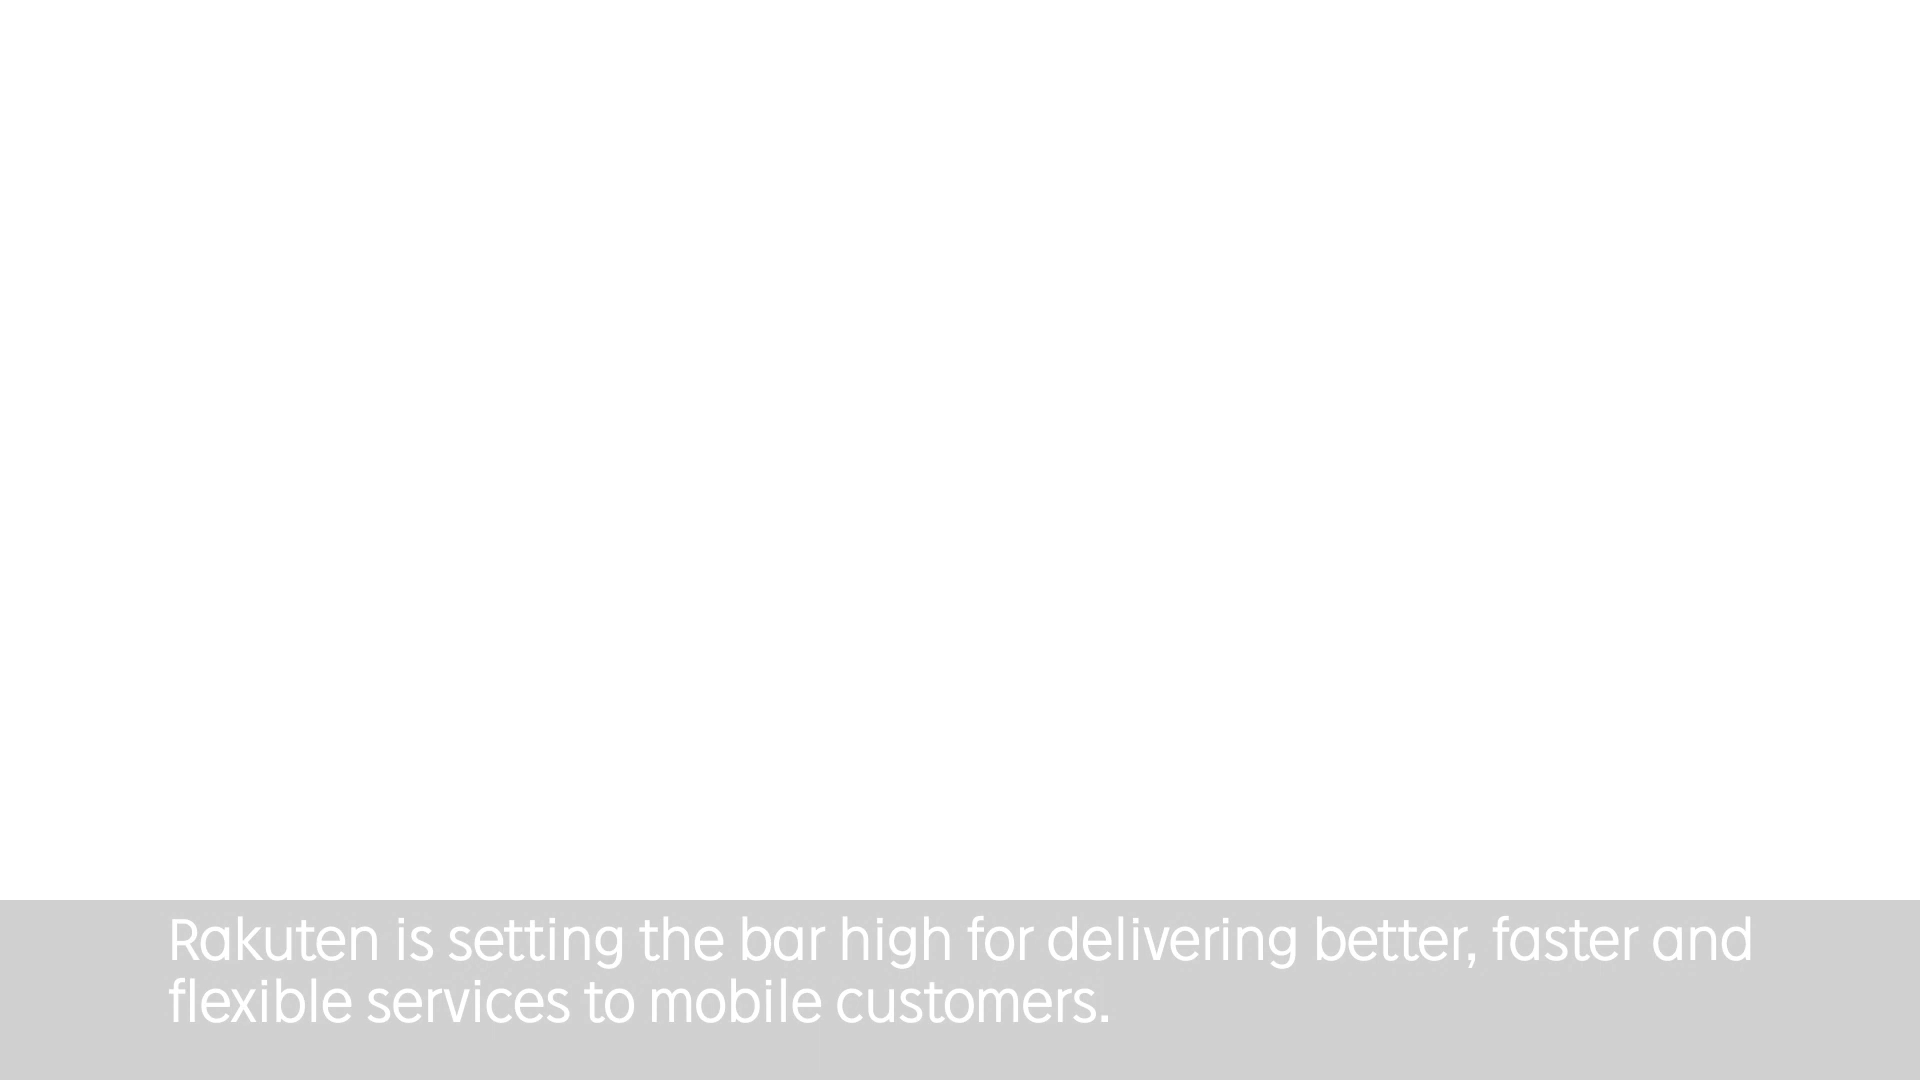 Rakuten is setting the bar high for delivering better, faster and
flexible services to mobile customers.